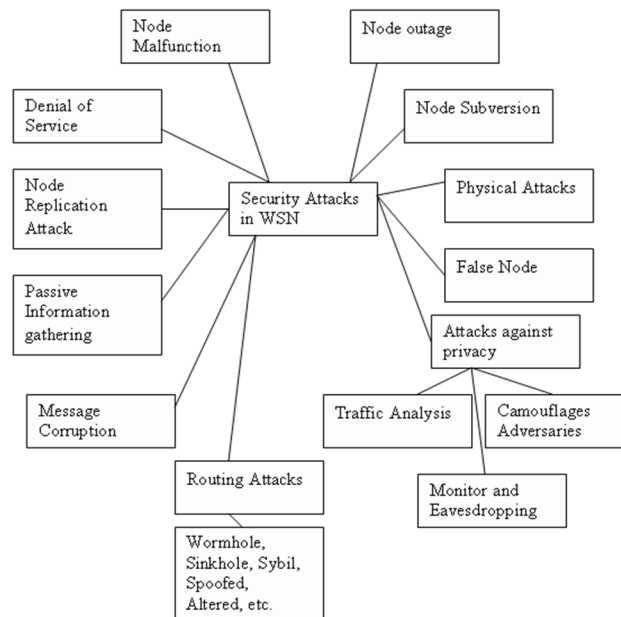 Node
Malfunction
Node outage
Denial of
Service
Node Subversion
Node
Replication
Attack
Security Attacks
in WSN
Physical Attacks
Passive
Information
gathering
False Node
Attacks against
privacy
Message
Corruption
Traffic Analysis
Camouflages
Adversaries
Routing Attacks
Monitor and
Eavesdropping
Wormhole,
Sinkhole, Sybil,
Spoofed,
Altered, etc.